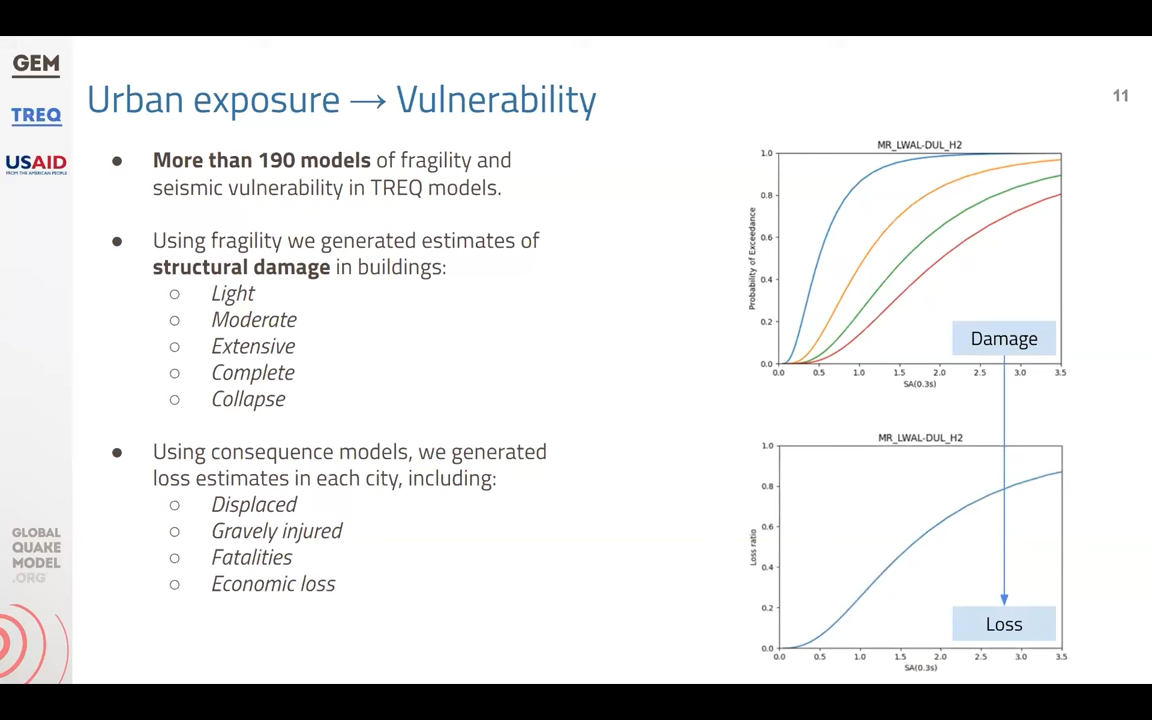 GEM
TREQ
USAID
FROM THE AMERICAN PEOPLE
GLOBAL
QUAKE
MODEL
.ORG
Urban exposure → Vulnerability
11
● More than 190 models of fragility and
seismic vulnerability in TREQ models.
● Using fragility we generated estimates of
structural damage in buildings:
○ Light
○ Moderate
○ Extensive
○ Complete
○ Collapse
● Using consequence models, we generated
loss estimates in each city, including:
○ Displaced
○ Gravely injured
○ Fatalities
○ Economic loss
MR_LWAL-DUL_H2
Probability of Exceedance
1.0
0.8
0.6
0.4
0.2
0.0
0.0 0.5 1.0 1.5 2.0 2.5 3.0 3.5
SA(0.3s)
Damage
MR_LWAL-DUL_H2
Loss ratio
1.0
0.8
0.6
0.4
0.2
0.0
0.0 0.5 1.0 1.5 2.0 2.5 3.0 3.5
SA(0.3s)
Loss